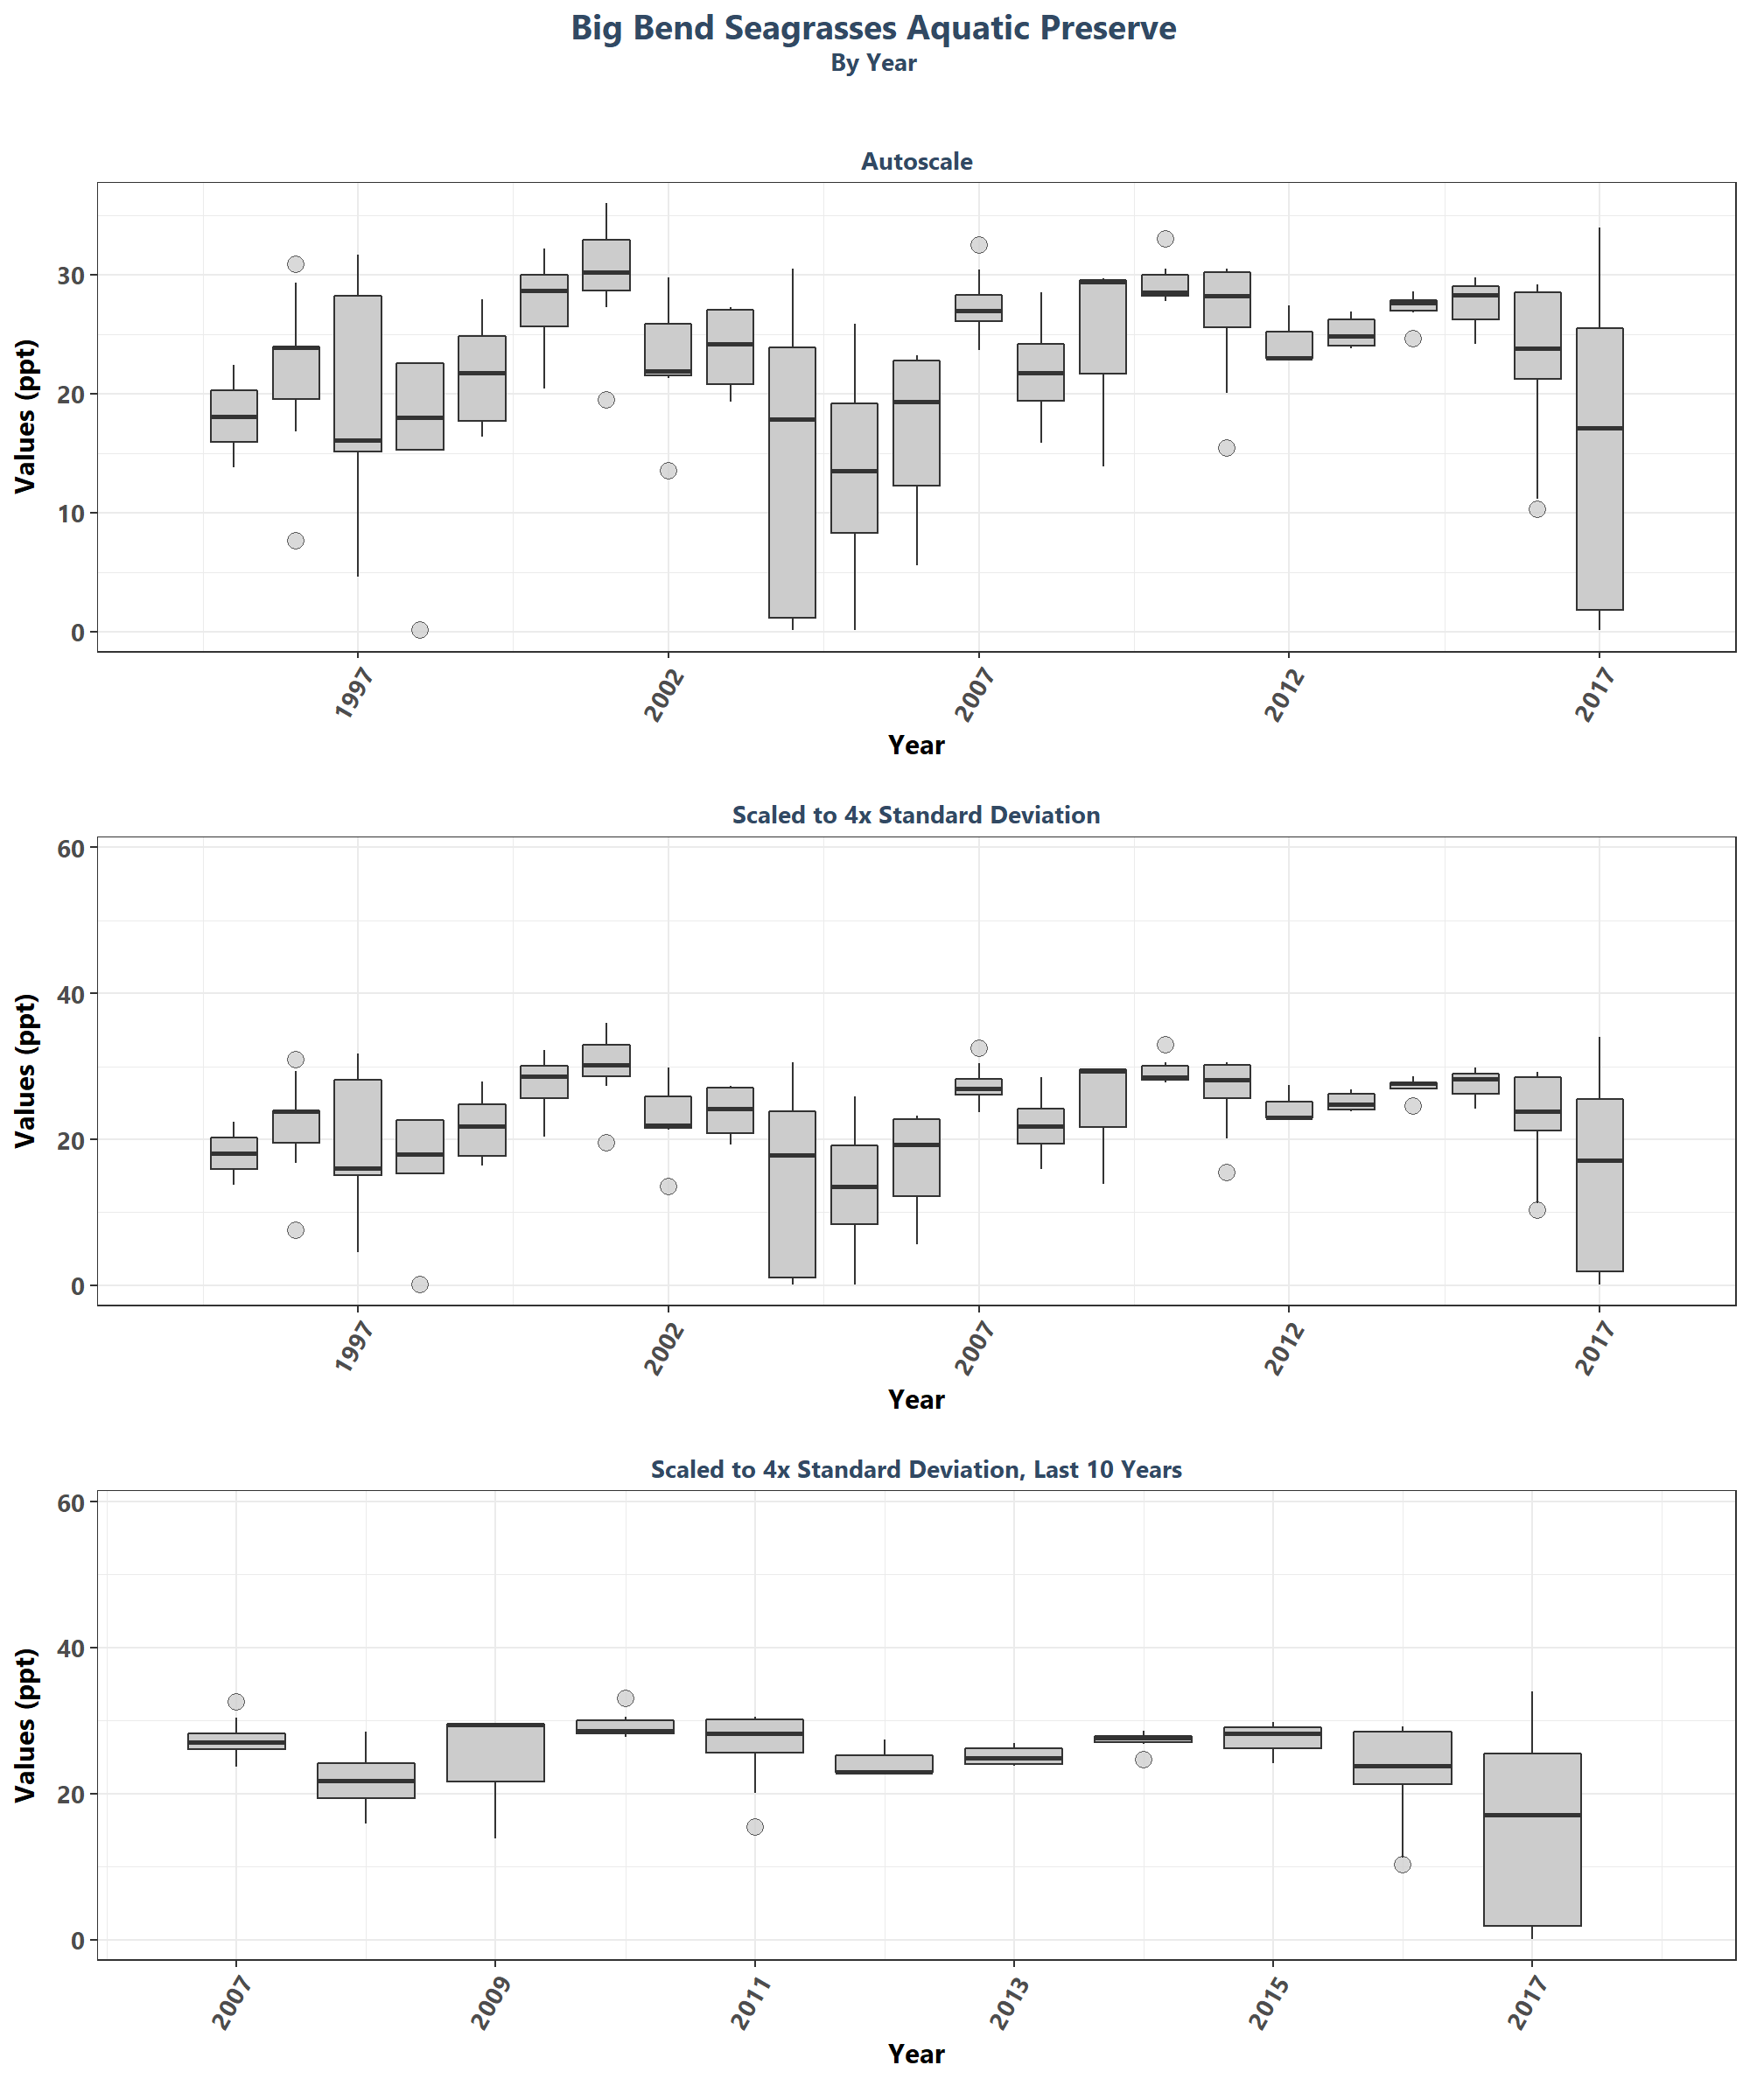 Big Bend Seagrasses Aquatic Preserve
By Year
Autoscale
Values (ppt)
30
20
10
0
1997 2002 2007 2012 2017
Year
Scaled to 4x Standard Deviation
Values (ppt)
60
40
20
0
1997 2002 2007 2012 2017
Year
Scaled to 4x Standard Deviation, Last 10 Years
Values (ppt)
60
40
20
0
2007 2009 2011 2013 2015 2017
Year